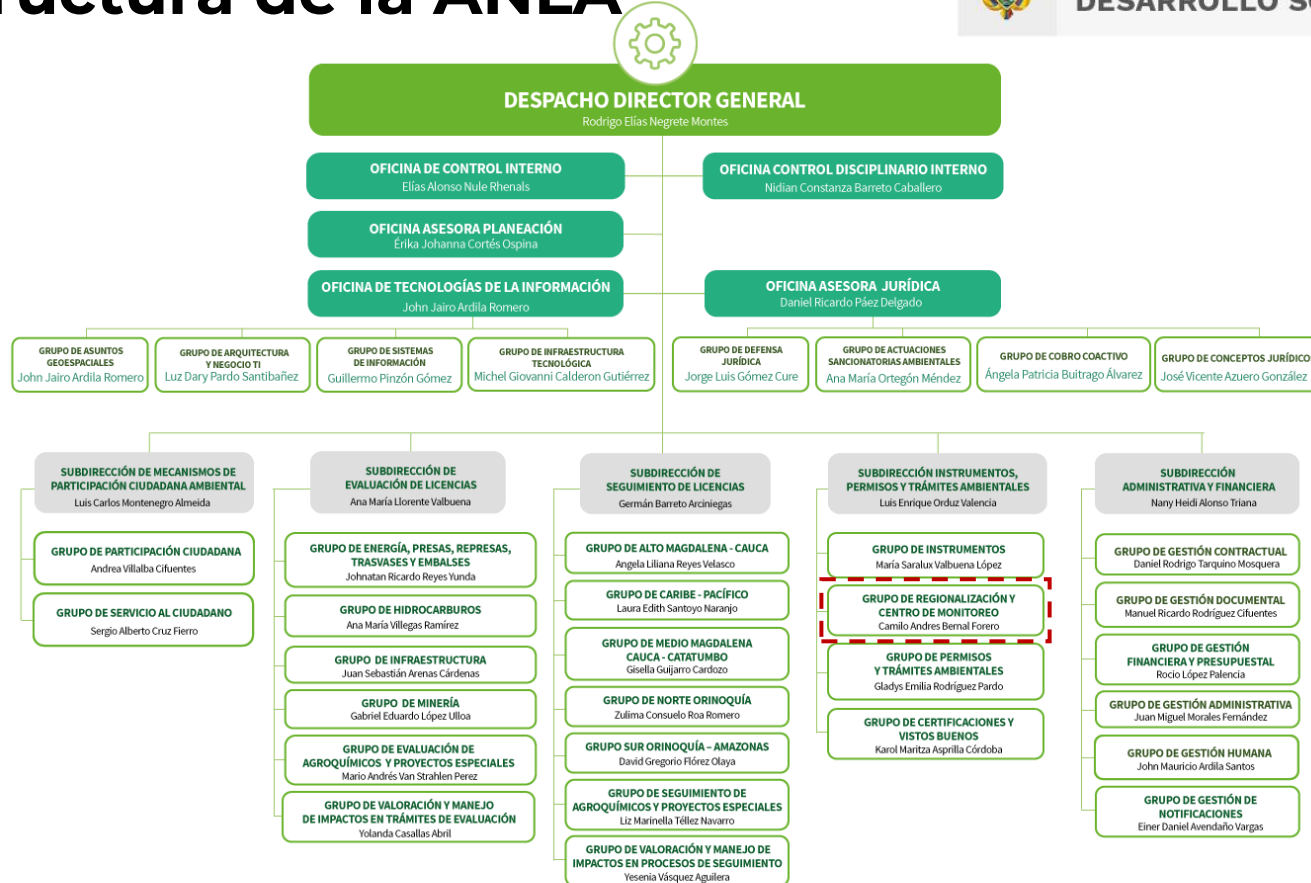 ructura de la ANLA
DESARROLLO S
DESPACHO DIRECTOR GENERAL
Rodrigo Elías Negrete Montes
OFICINA DE CONTROL INTERNO
Elías Alonso Nule Rhenals
OFICINA CONTROL DISCIPLINARIO INTERNO
Nidian Constanza Barreto Caballero
OFICINA ASESORA PLANEACIÓN
Érika Johanna Cortés Ospina
OFICINA DE TECNOLOGÍAS DE LA INFORMACIÓN
John Jairo Ardila Romero
OFICINA ASESORA JURÍDICA
Daniel Ricardo Páez Delgado
GRUPO DE ASUNTOS
GEOESPACIALES
John Jairo Ardila Romero
GRUPO DE ARQUITECTURA
Y NEGOCIO TI
Luz Dary Pardo Santibañez
GRUPO DE SISTEMAS
DE INFORMACIÓN
Guillermo Pinzón Gómez
GRUPO DE INFRAESTRUCTURA
TECNOLÓGICA
Michel Giovanni Calderon Gutiérrez
GRUPO DE DEFENSA
JURÍDICA
Jorge Luis Gómez Cure
GRUPO DE ACTUACIONES
SANCIONATORIAS AMBIENTALES
Ana María Ortegón Méndez
GRUPO DE COBRO COACTIVO
Ángela Patricia Buitrago Álvarez
GRUPO DE CONCEPTOS JURÍDICOS
José Vicente Azuero González
SUBDIRECCIÓN DE MECANISMOS DE
PARTICIPACIÓN CIUDADANA AMBIENTAL
Luis Carlos Montenegro Almeida
GRUPO DE PARTICIPACIÓN CIUDADANA
Andrea Villalba Cifuentes
GRUPO DE SERVICIO AL CIUDADANO
Sergio Alberto Cruz Fierro
SUBDIRECCIÓN DE
EVALUACIÓN DE LICENCIAS
Ana María Llorente Valbuena
GRUPO DE ENERGÍA, PRESAS, REPRESAS,
TRASVASES Y EMBALSES
Johnatan Ricardo Reyes Yunda
GRUPO DE HIDROCARBUROS
Ana María Villegas Ramírez
GRUPO DE INFRAESTRUCTURA
Juan Sebastián Arenas Cárdenas
GRUPO DE MINERÍA
Gabriel Eduardo López Ulloa
GRUPO DE EVALUACIÓN DE
AGROQUÍMICOS Y PROYECTOS ESPECIALES
Mario Andrés Van Strahlen Perez
GRUPO DE VALORACIÓN Y MANEJO
DE IMPACTOS EN TRÁMITES DE EVALUACIÓN
Yolanda Casallas Abril
SUBDIRECCIÓN DE
SEGUIMIENTO DE LICENCIAS
Germán Barreto Arciniegas
GRUPO DE ALTO MAGDALENA - CAUCA
Angela Liliana Reyes Velasco
GRUPO DE CARIBE - PACÍFICO
Laura Edith Santoyo Naranjo
GRUPO DE MEDIO MAGDALENA
CAUCA - CATATUMBO
Gisella Guijarro Cardozo
GRUPO DE NORTE ORINOQUÍA
Zulima Consuelo Roa Romero
GRUPO SUR ORINOQUÍA – AMAZONAS
David Gregorio Flórez Olaya
GRUPO DE SEGUIMIENTO DE
AGROQUÍMICOS Y PROYECTOS ESPECIALES
Liz Marinella Téllez Navarro
GRUPO DE VALORACIÓN Y MANEJO DE
IMPACTOS EN PROCESOS DE SEGUIMIENTO
Yesenia Vásquez Aguilera
SUBDIRECCIÓN INSTRUMENTOS,
PERMISOS Y TRÁMITES AMBIENTALES
Luis Enrique Orduz Valencia
GRUPO DE INSTRUMENTOS
María Saralux Valbuena López
GRUPO DE REGIONALIZACIÓN Y
CENTRO DE MONITOREO
Camilo Andres Bernal Forero
GRUPO DE PERMISOS
Y TRÁMITES AMBIENTALES
Gladys Emilia Rodríguez Pardo
GRUPO DE CERTIFICACIONES Y
VISTOS BUENOS
Karol Maritza Asprilla Córdoba
SUBDIRECCIÓN
ADMINISTRATIVA Y FINANCIERA
Nany Heidi Alonso Triana
GRUPO DE GESTIÓN CONTRACTUAL
Daniel Rodrigo Tarquino Mosquera
GRUPO DE GESTIÓN DOCUMENTAL
Manuel Ricardo Rodríguez Cifuentes
GRUPO DE GESTIÓN
FINANCIERA Y PRESUPUESTAL
Rocio López Palencia
GRUPO DE GESTIÓN ADMINISTRATIVA
Juan Miguel Morales Fernández
GRUPO DE GESTIÓN HUMANA
John Mauricio Ardila Santos
GRUPO DE GESTIÓN DE
NOTIFICACIONES
Einer Daniel Avendaño Vargas